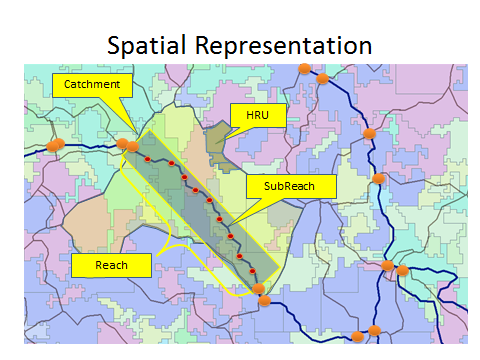 Spatial Representation
Catchment
HRU
SubReach
Reach